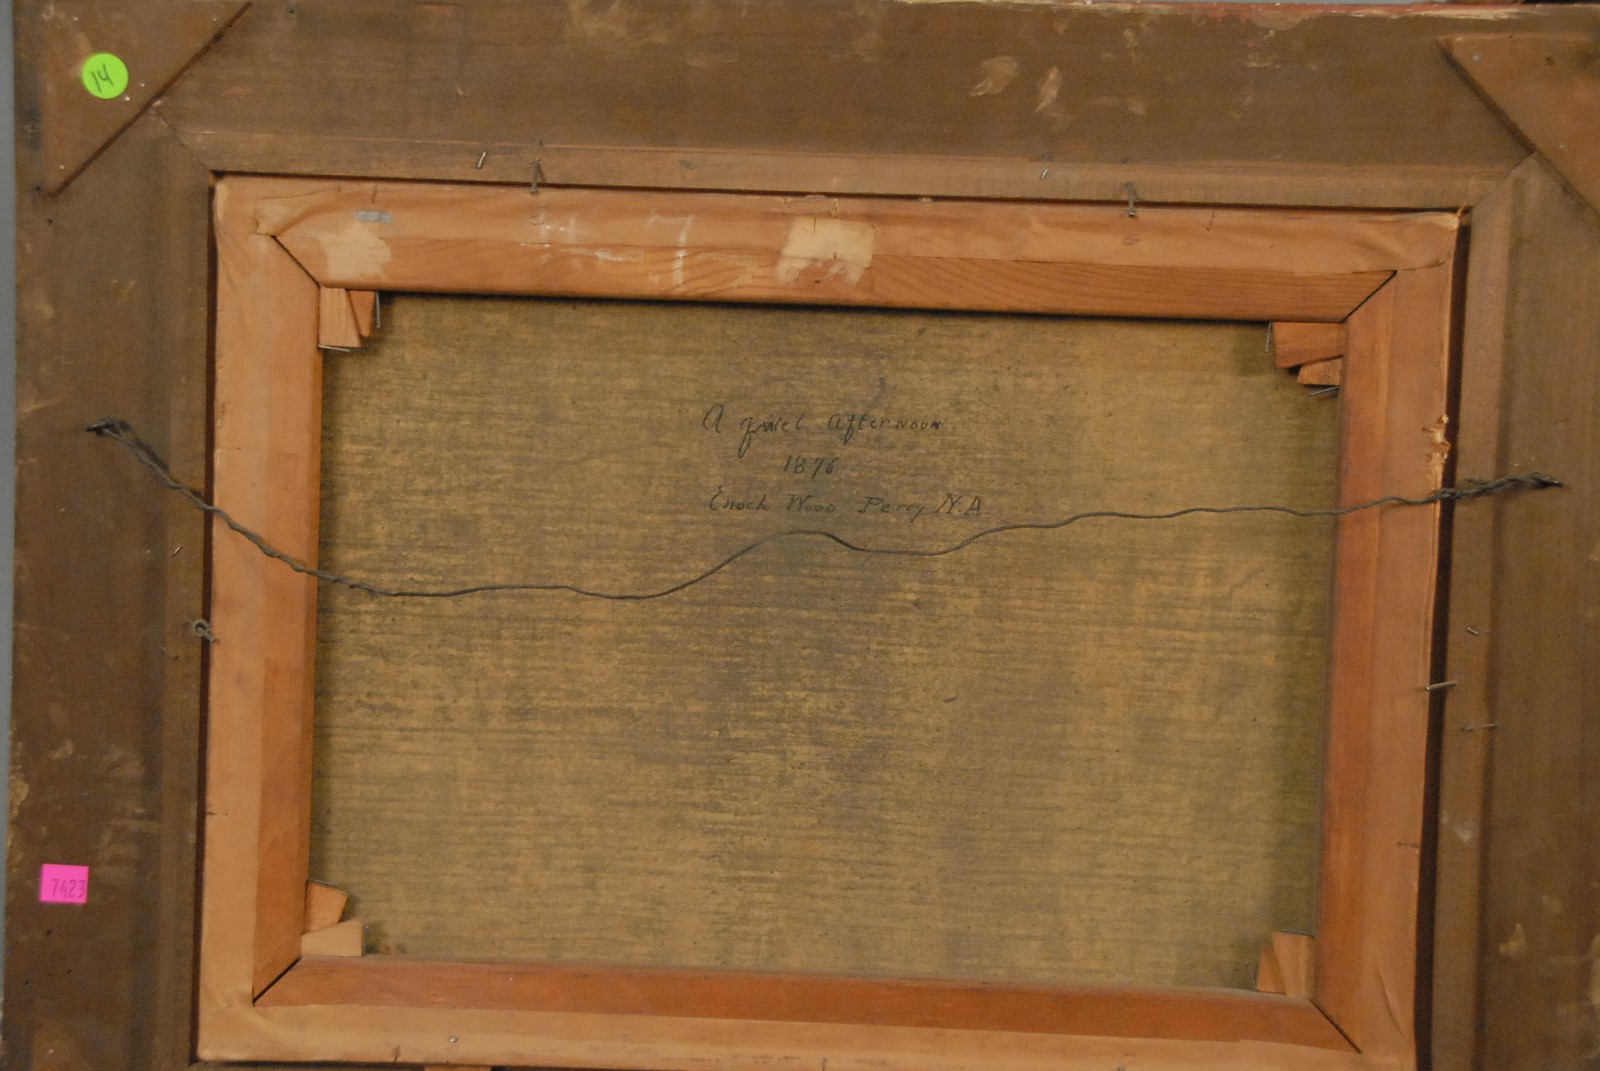 14
A quiet afternoon
1876
Enoch Wood Perry N.A.
7423